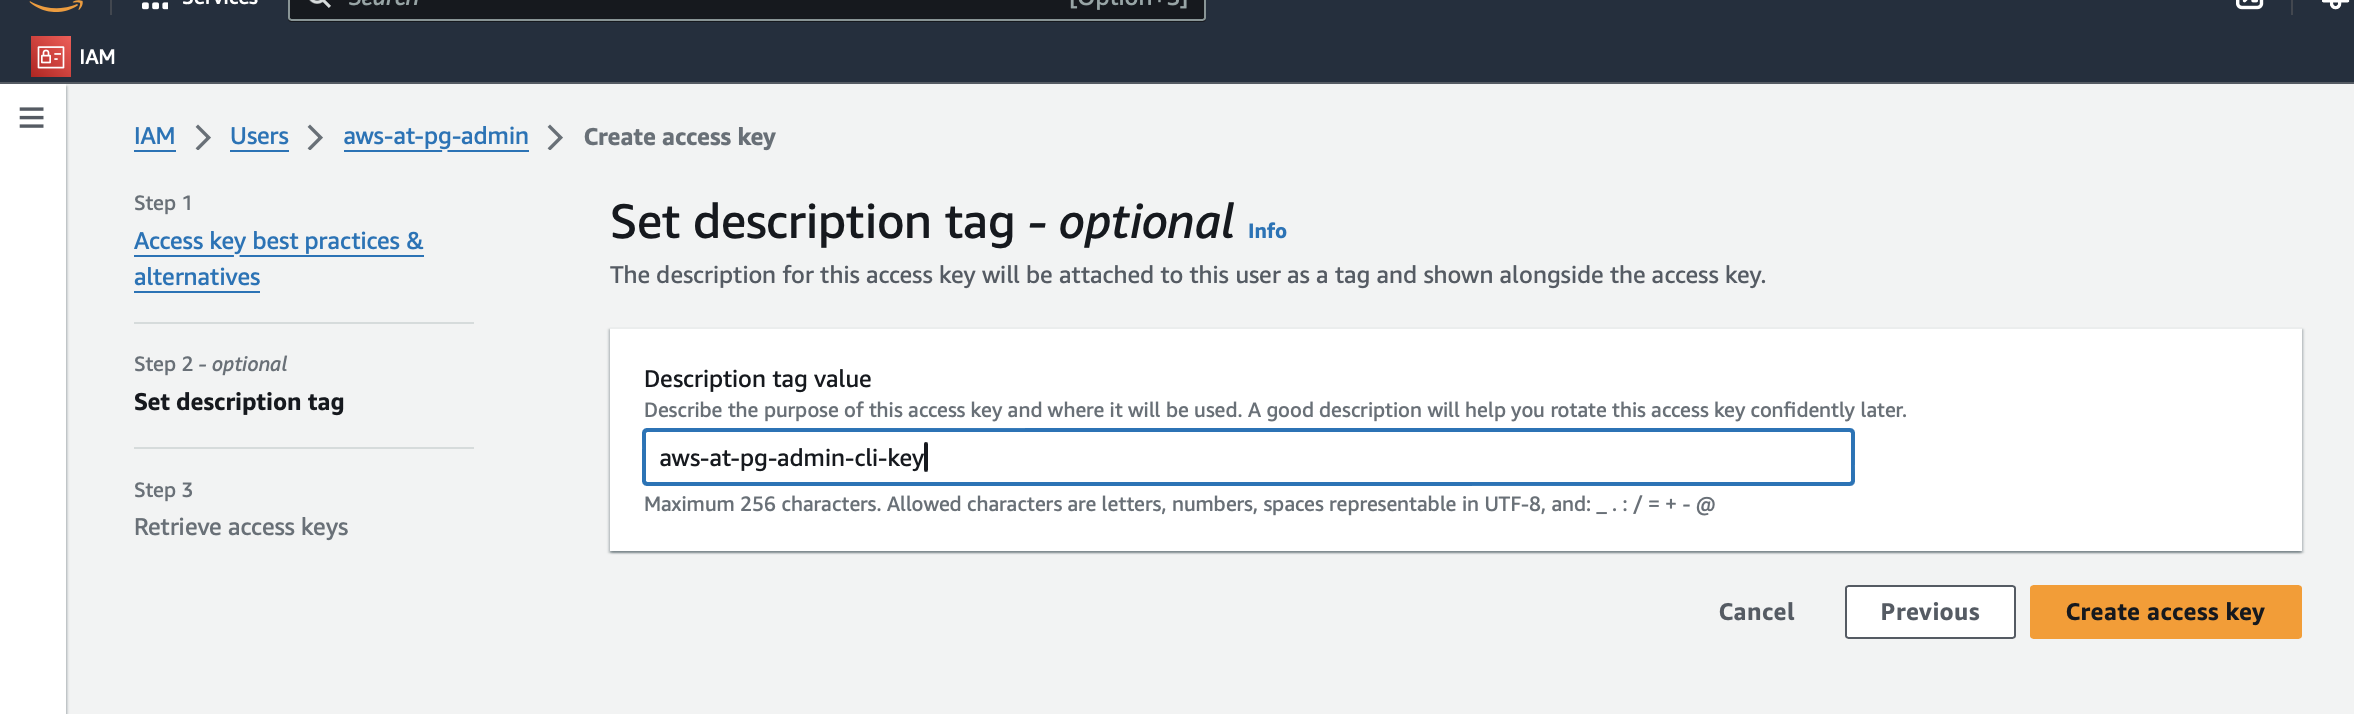 Services
Search
[Option+S]
IAM
IAM > Users > aws-at-pg-admin > Create access key
Step 1
Access key best practices &
alternatives
Step 2 - optional
Set description tag
Step 3
Retrieve access keys
Set description tag - optional Info
The description for this access key will be attached to this user as a tag and shown alongside the access key.
Description tag value
Describe the purpose of this access key and where it will be used. A good description will help you rotate this access key confidently later.
aws-at-pg-admin-cli-key
Maximum 256 characters. Allowed characters are letters, numbers, spaces representable in UTF-8, and: _ . : / = + - @
Cancel
Previous
Create access key